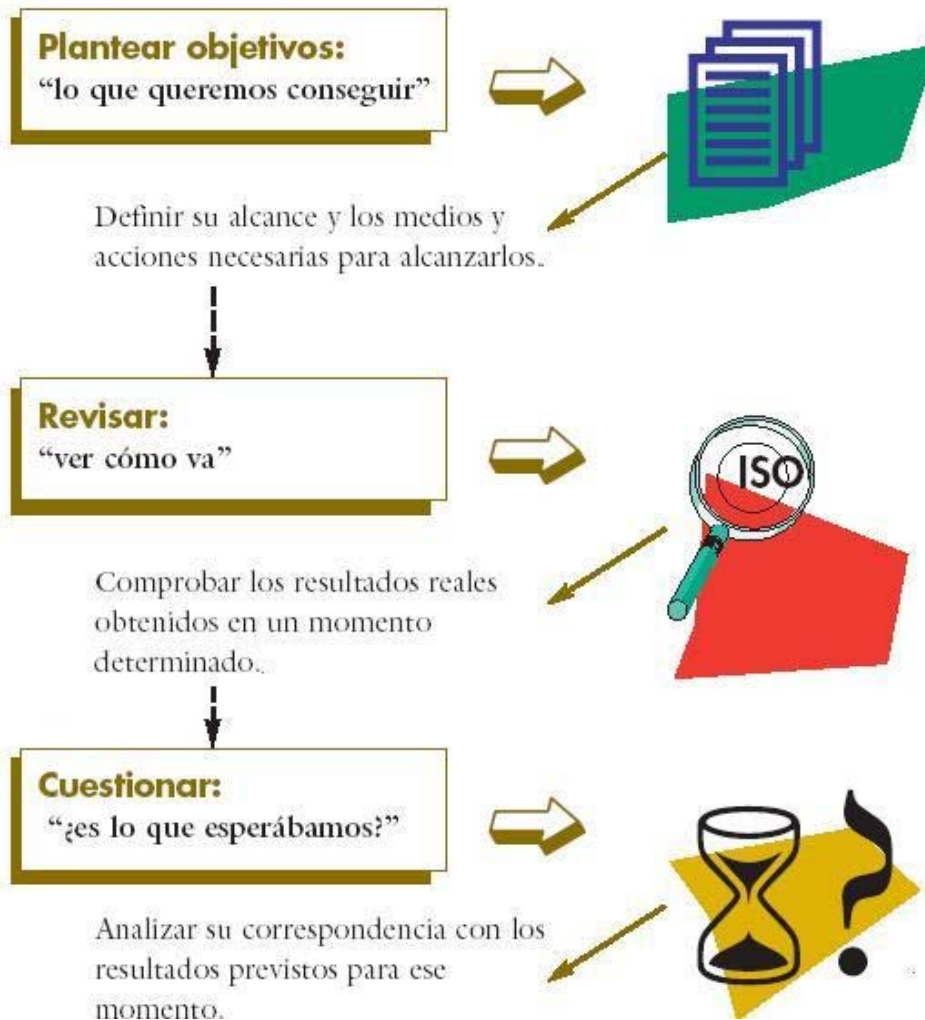 Plantear objetivos:
“lo que queremos conseguir”
Definir su alcance y los medios y
acciones necesarias para alcanzarlos.
Revisar:
“ver cómo va”
ISO
Comprobar los resultados reales
obtenidos en un momento
determinado.
Cuestionar:
“¿es lo que esperábamos?”
Analizar su correspondencia con los
resultados previstos para ese
momento.